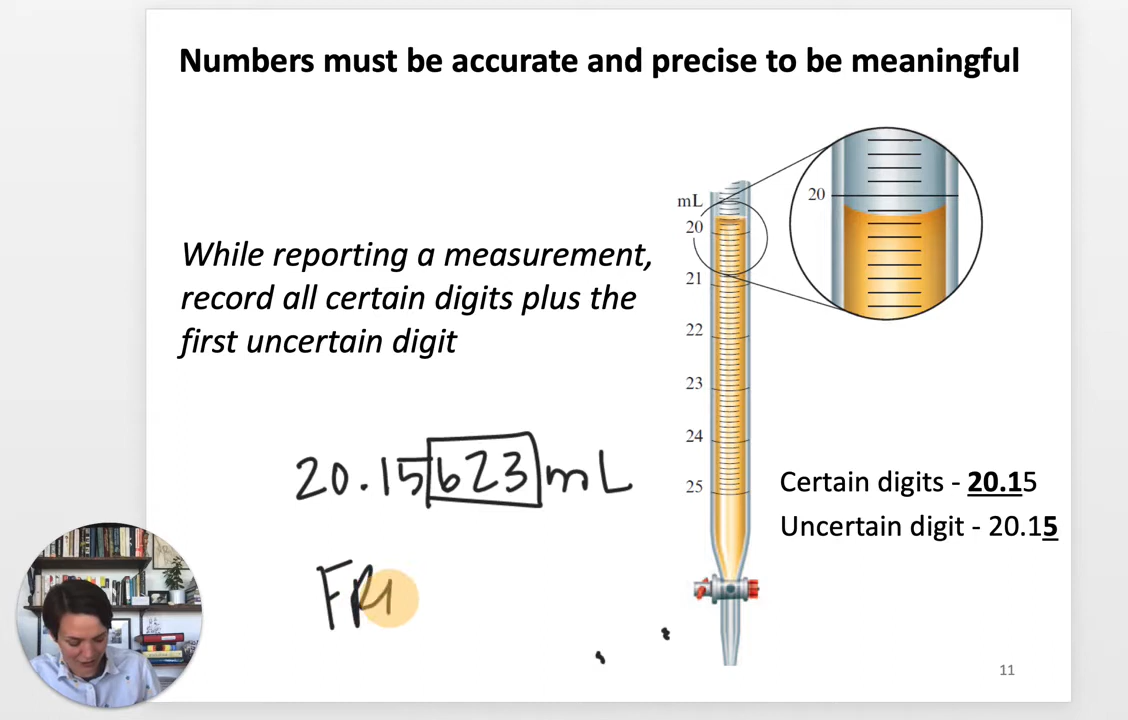 Numbers must be accurate and precise to be meaningful
While reporting a measurement,
record all certain digits plus the
first uncertain digit
20.15623 mL
mL
20
21
22
23
24
25
20
Certain digits - 20.15
Uncertain digit - 20.15
11